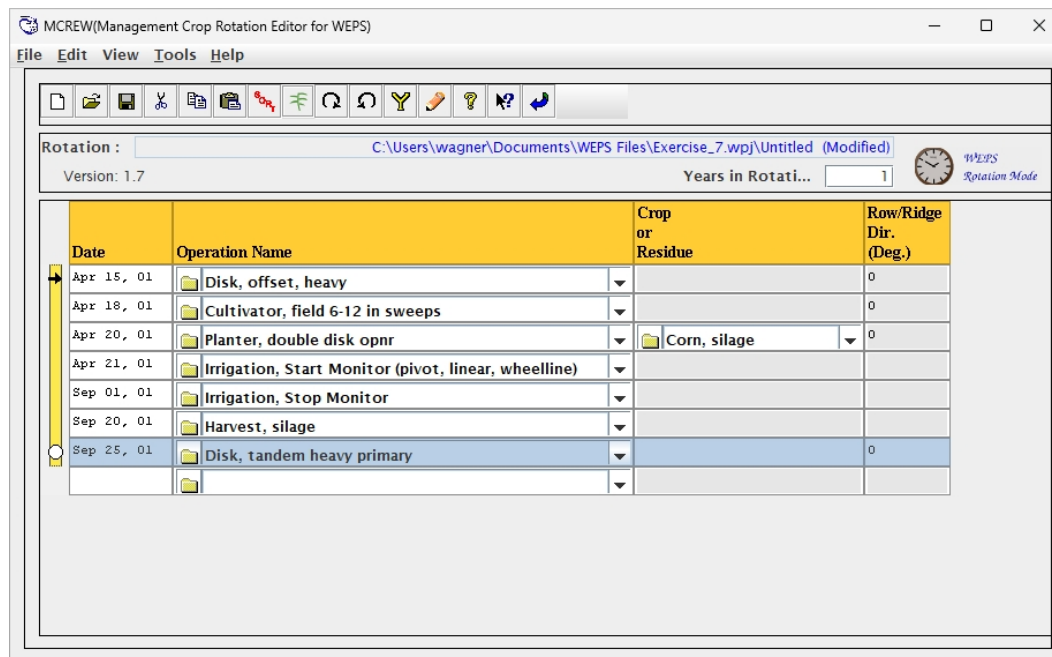 MCREW(Management Crop Rotation Editor for WEPS)
File Edit View Tools Help
SORT
Rotation : C:\Users\wagner\Documents\WEPS Files\Exercise_7.wpj\Untitled (Modified)
Version: 1.7 Years in Rotati... 1
WEPS
Rotation Mode
Date Operation Name Crop or Residue Row/Ridge Dir. (Deg.)
Apr 15, 01 Disk, offset, heavy 0
Apr 18, 01 Cultivator, field 6-12 in sweeps 0
Apr 20, 01 Planter, double disk opnr Corn, silage 0
Apr 21, 01 Irrigation, Start Monitor (pivot, linear, wheelline)
Sep 01, 01 Irrigation, Stop Monitor
Sep 20, 01 Harvest, silage
Sep 25, 01 Disk, tandem heavy primary 0